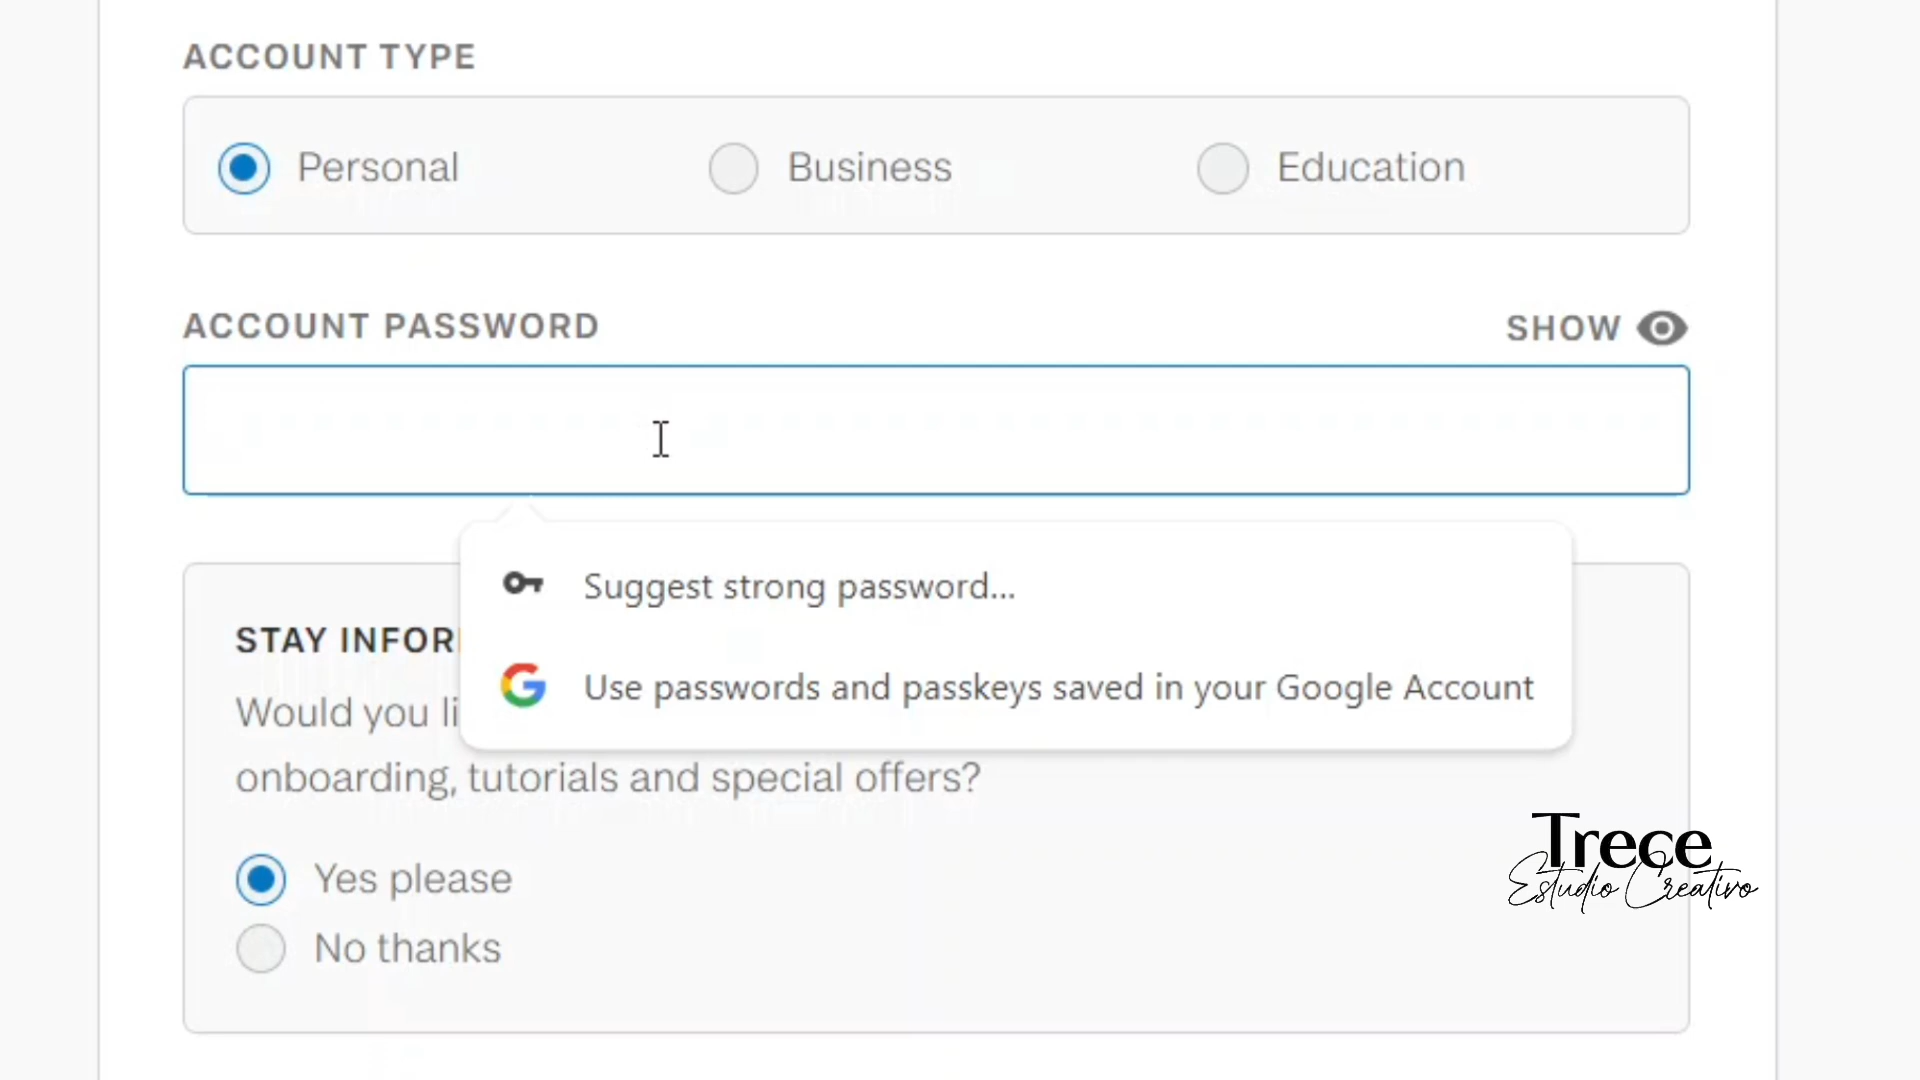 ACCOUNT TYPE
Personal Business Education
ACCOUNT PASSWORD SHOW
Suggest strong password...
Use passwords and passkeys saved in your Google Account
STAY INFOR
Would you li
onboarding, tutorials and special offers?
Yes please
No thanks
Trece
Estudio Creativo